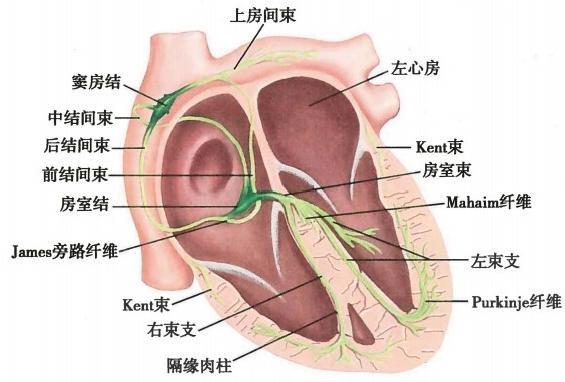 上房间束
窦房结
左心房
中结间束
后结间束
Kent束
前结间束
房室束
房室结
Mahaim纤维
James旁路纤维
左束支
Kent束
Purkinje纤维
右束支
隔缘肉柱